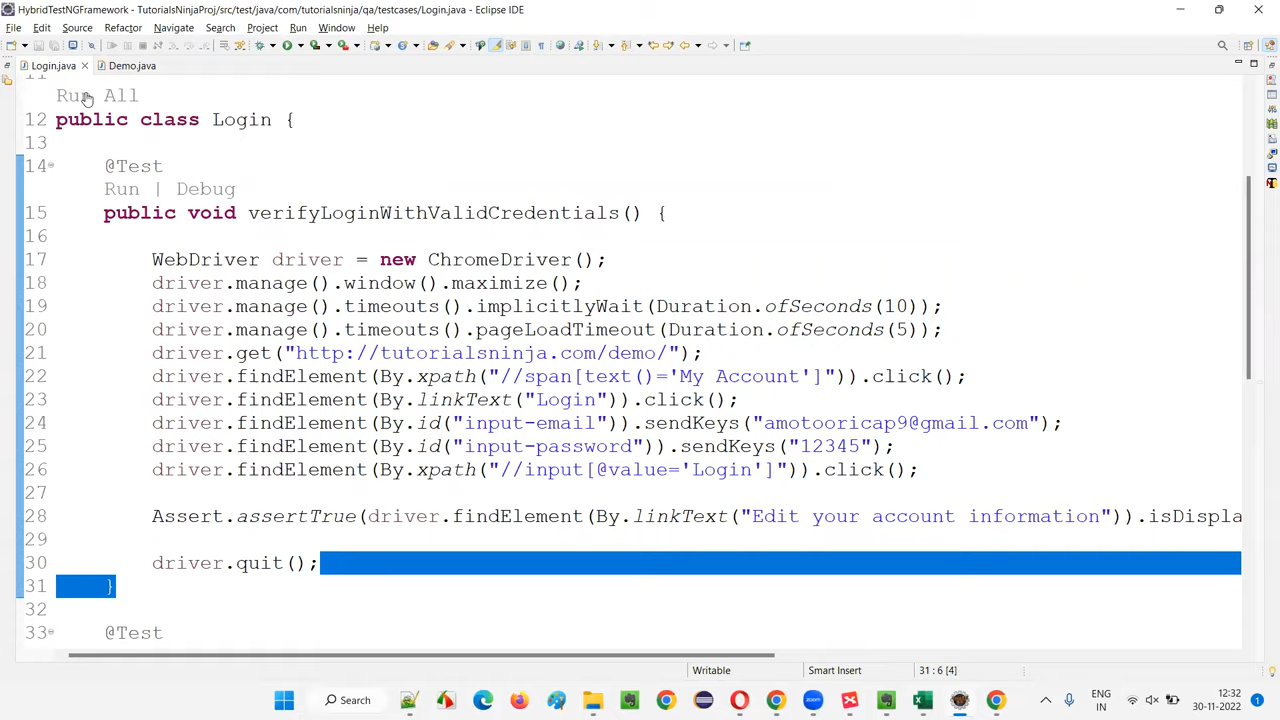 HybridTestNGFramework - TutorialsNinjaProj/src/test/java/com/tutorialsninja/qa/testcases/Login.java - Eclipse IDE
File Edit Source Refactor Navigate Search Project Run Window Help
Login.java Demo.java
11
Run All
12 public class Login {
13
14 @Test
Run | Debug
15 public void verifyLoginWithValidCredentials() {
16
17 WebDriver driver = new ChromeDriver();
18 driver.manage().window().maximize();
19 driver.manage().timeouts().implicitlyWait(Duration.ofSeconds(10));
20 driver.manage().timeouts().pageLoadTimeout(Duration.ofSeconds(5));
21 driver.get("http://tutorialsninja.com/demo/");
22 driver.findElement(By.xpath("//span[text()='My Account']")).click();
23 driver.findElement(By.linkText("Login")).click();
24 driver.findElement(By.id("input-email")).sendKeys("amotooricap9@gmail.com");
25 driver.findElement(By.id("input-password")).sendKeys("12345");
26 driver.findElement(By.xpath("//input[@value='Login']")).click();
27
28 Assert.assertTrue(driver.findElement(By.linkText("Edit your account information")).isDispla
29
30 driver.quit();
31 }
32
33 @Test
Writable Smart Insert 31 : 6 [4]
Search ENG IN 12:32 30-11-2022 1